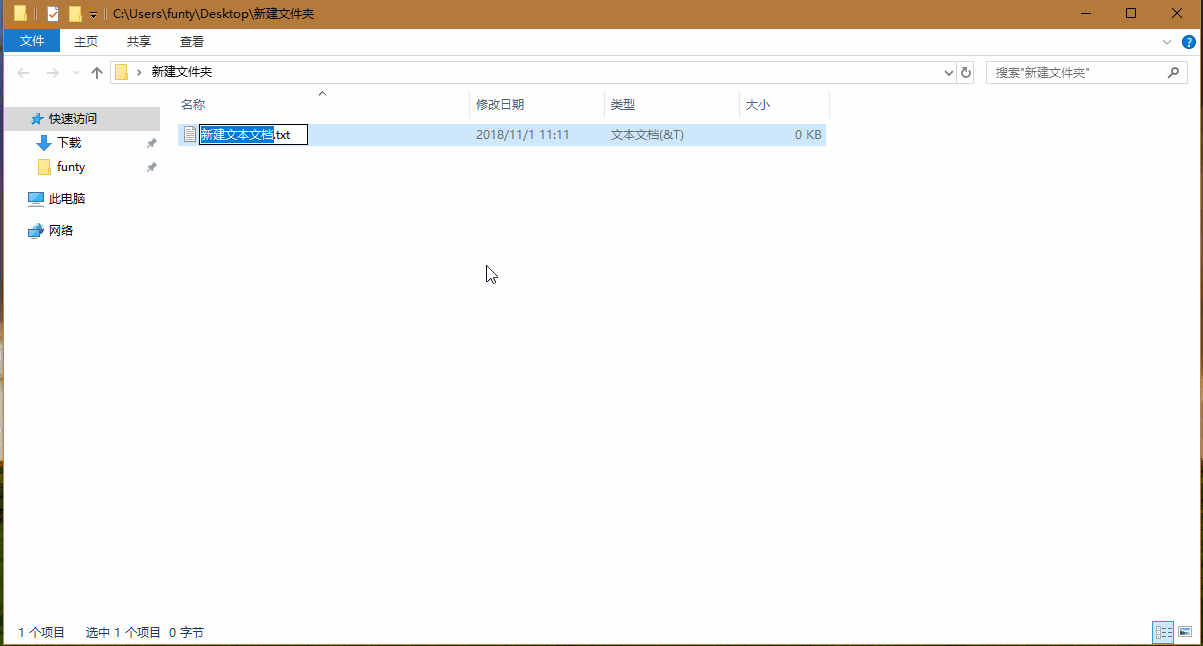 C:\Users\funty\Desktop\新建文件夹
文件 主页 共享 查看
新建文件夹 搜索"新建文件夹"
名称 修改日期 类型 大小
快速访问
新建文本文档.txt 2018/11/1 11:11 文本文档(&T) 0 KB
下载
funty
此电脑
网络
1 个项目 选中 1 个项目 0 字节